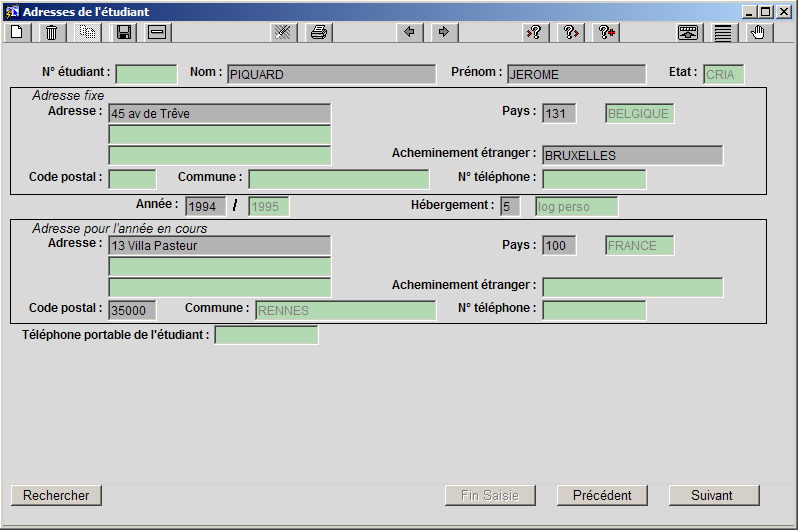 Adresses de l'étudiant
N° étudiant : Nom : PIQUARD Prénom : JEROME Etat : CRIA
Adresse fixe
Adresse : 45 av de Trêve Pays : 131 BELGIQUE
Acheminement étranger : BRUXELLES
Code postal : Commune : N° téléphone :
Année : 1994 / 1995 Hébergement : 5 log perso
Adresse pour l'année en cours
Adresse : 13 Villa Pasteur Pays : 100 FRANCE
Acheminement étranger :
Code postal : 35000 Commune : RENNES N° téléphone :
Téléphone portable de l'étudiant :
Rechercher Fin Saisie Précédent Suivant